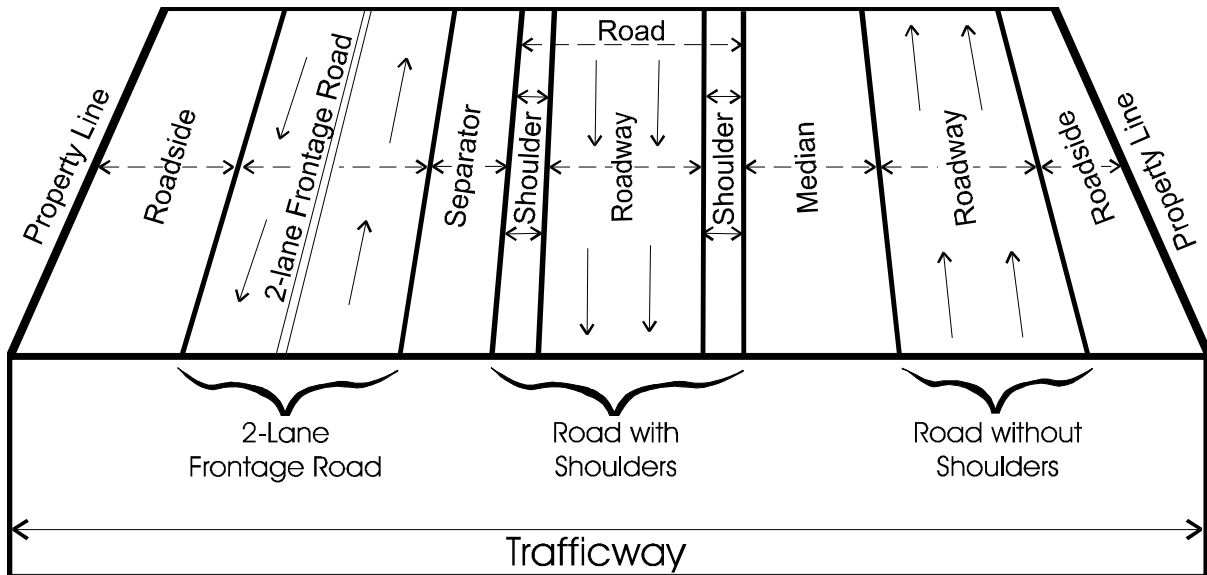 Road
Property Line
Roadside
2-lane Frontage Road
Separator
Shoulder
Roadway
Shoulder
Median
Roadway
Roadside
Property Line
2-Lane
Frontage Road
Road with
Shoulders
Road without
Shoulders
Trafficway